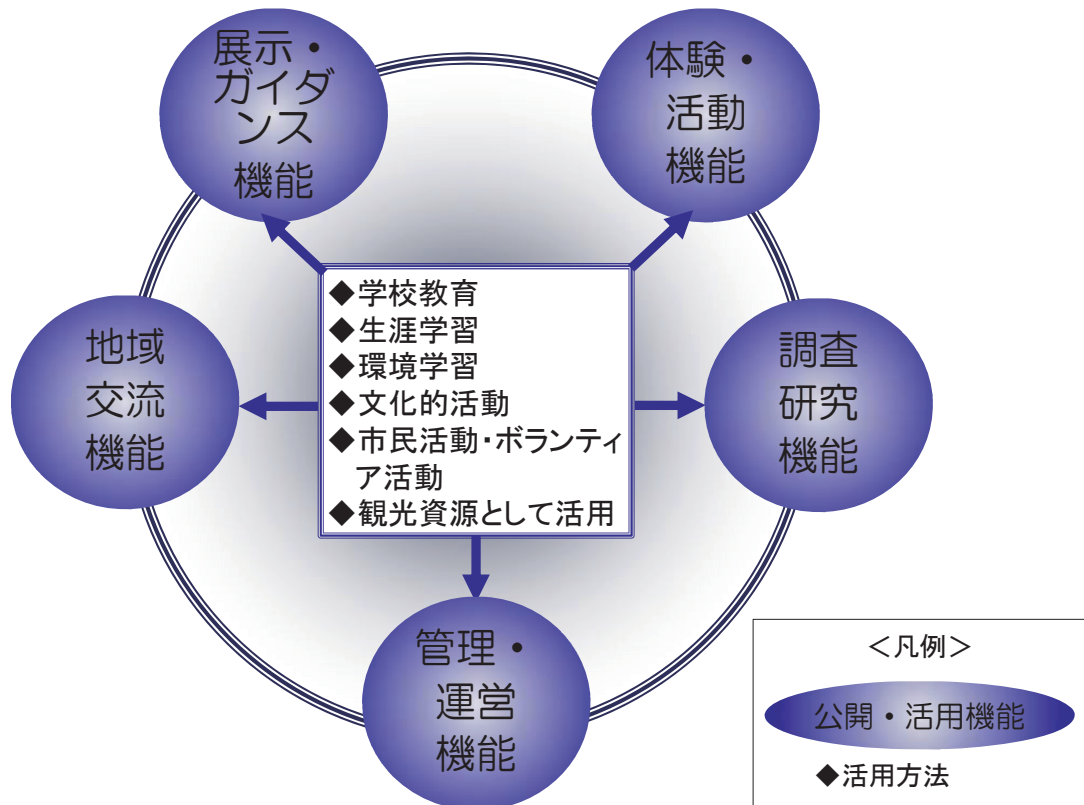 展示・
ガイダ
ンス
機能
体験・
活動
機能
地域
交流
機能
◆学校教育
◆生涯学習
◆環境学習
◆文化的活動
◆市民活動・ボランティ
ア活動
◆観光資源として活用
調査
研究
機能
管理・
運営
機能
＜凡例＞
公開・活用機能
◆活用方法